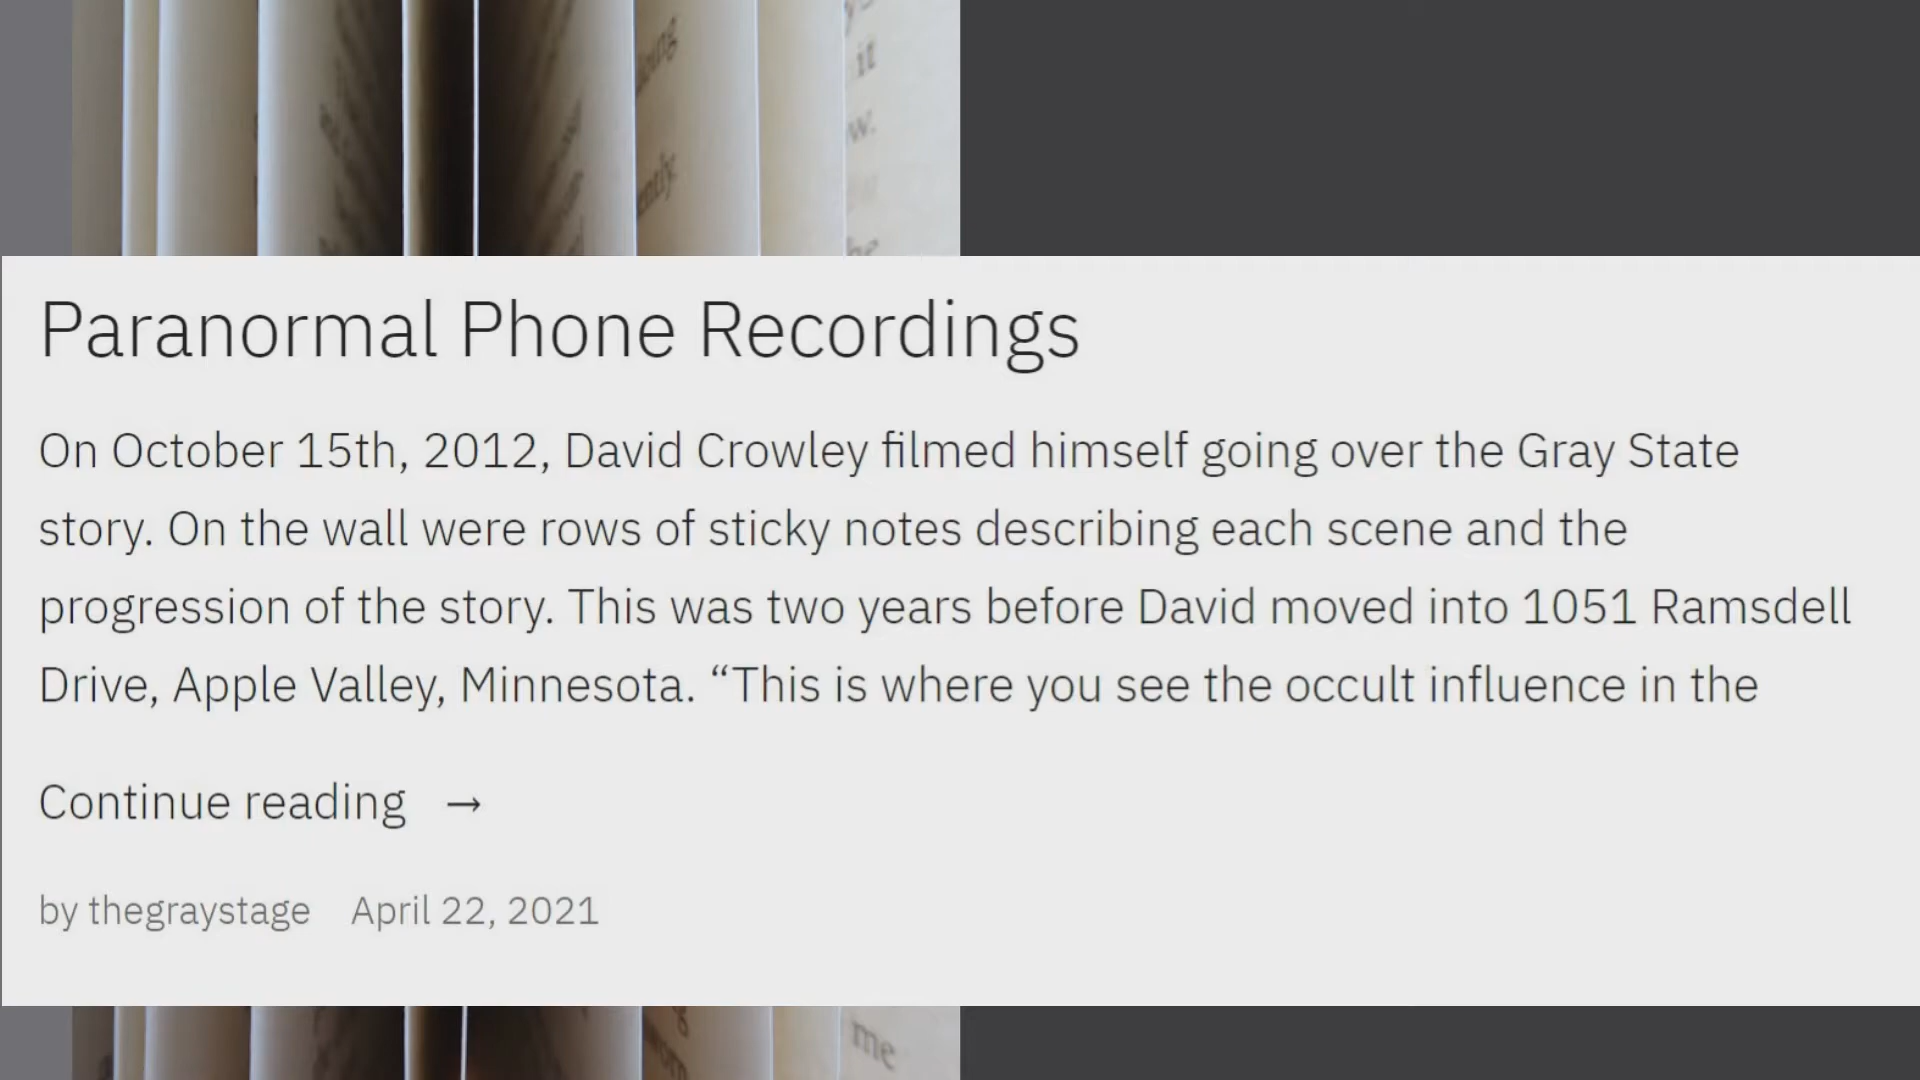 it
w.
Paranormal Phone Recordings
On October 15th, 2012, David Crowley filmed himself going over the Gray State
story. On the wall were rows of sticky notes describing each scene and the
progression of the story. This was two years before David moved into 1051 Ramsdell
Drive, Apple Valley, Minnesota. “This is where you see the occult influence in the
Continue reading →
by thegraystage April 22, 2021
me